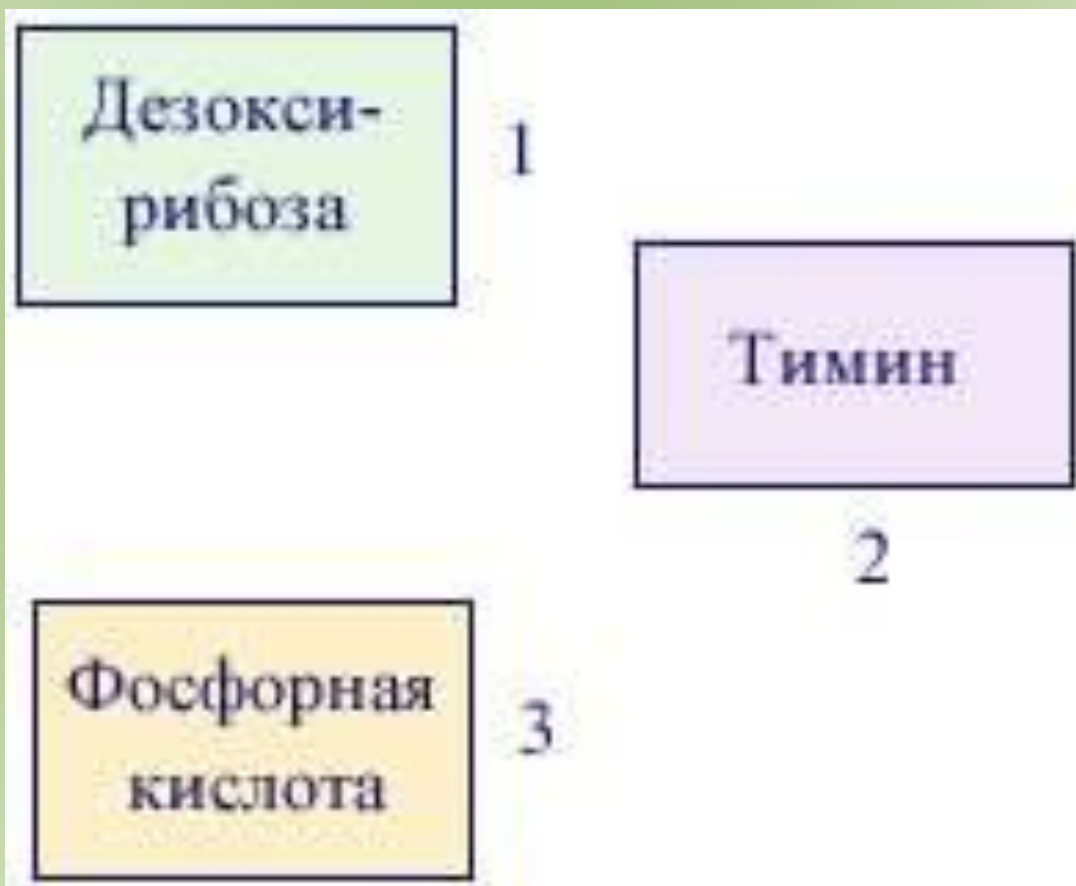 Дезокси-
рибоза
1
Тимин
2
Фосфорная
кислота
3